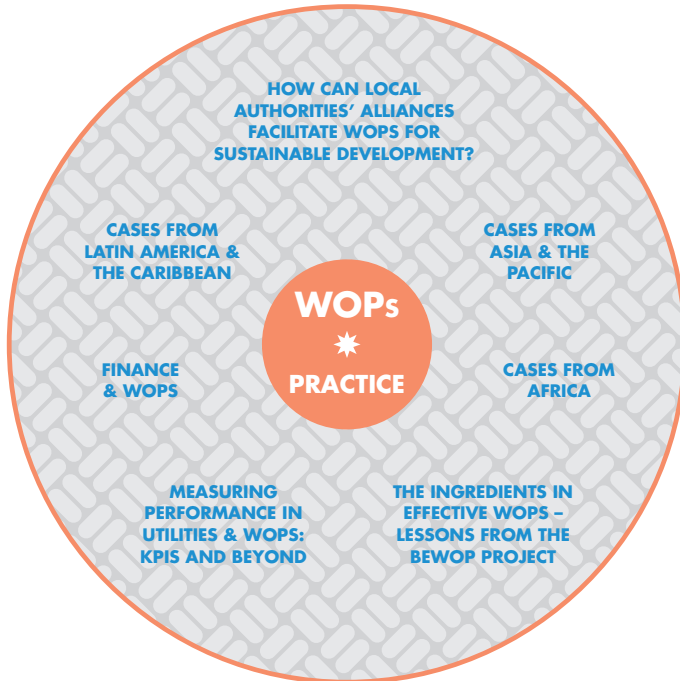 HOW CAN LOCAL
AUTHORITIES’ ALLIANCES
FACILITATE WOPS FOR
SUSTAINABLE DEVELOPMENT?
CASES FROM
LATIN AMERICA &
THE CARIBBEAN
CASES FROM
ASIA & THE
PACIFIC
WOPs
PRACTICE
FINANCE
& WOPS
CASES FROM
AFRICA
MEASURING
PERFORMANCE IN
UTILITIES & WOPS:
KPIS AND BEYOND
THE INGREDIENTS IN
EFFECTIVE WOPS –
LESSONS FROM THE
BEWOP PROJECT